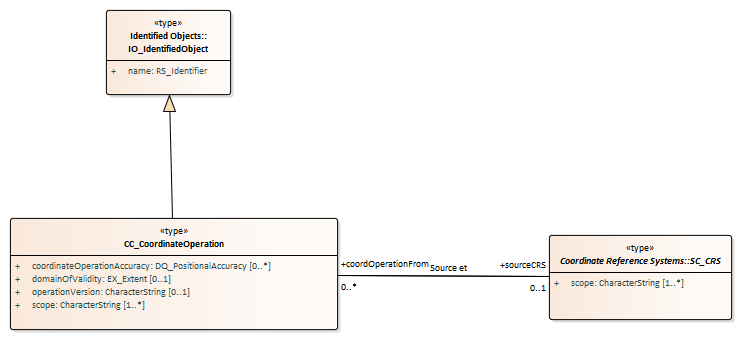 «type»
Identified Objects::
IO_IdentifiedObject
+ name: RS_Identifier
«type»
CC_CoordinateOperation
+ coordinateOperationAccuracy: DQ_PositionalAccuracy [0..*]
+ domainOfValidity: EX_Extent [0..1]
+ operationVersion: CharacterString [0..1]
+ scope: CharacterString [1..*]
+coordOperationFrom
Source et
+sourceCRS
0..*
0..1
«type»
Coordinate Reference Systems::SC_CRS
+ scope: CharacterString [1..*]